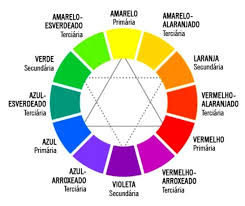 AMARELO
Primária
AMARELO-
ALARANJADO
Terciária
LARANJA
Secundária
VERMELHO-
ALARANJADO
Terciária
VERMELHO
Primária
VERMELHO-
ARROXEADO
Terciária
VIOLETA
Secundária
AZUL-
ARROXEADO
Terciária
AZUL
Primária
AZUL-
ESVERDEADO
Terciária
VERDE
Secundária
AMARELO-
ESVERDEADO
Terciária